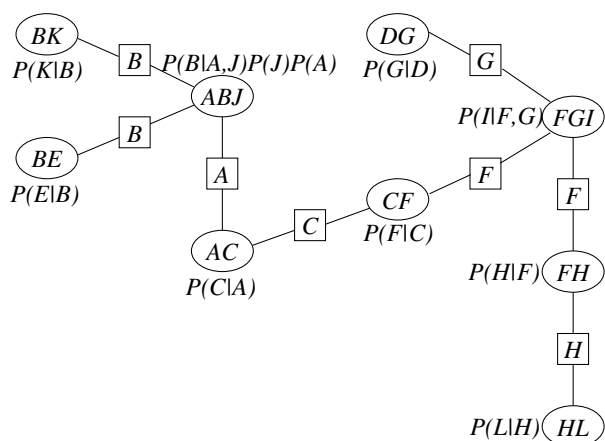 BK
P(K|B)
B
P(B|A,J)P(J)P(A)
ABJ
BE
P(E|B)
B
A
AC
P(C|A)
C
CF
P(F|C)
F
DG
P(G|D)
G
P(I|F,G)
FGI
F
P(H|F)
FH
H
P(L|H)
HL